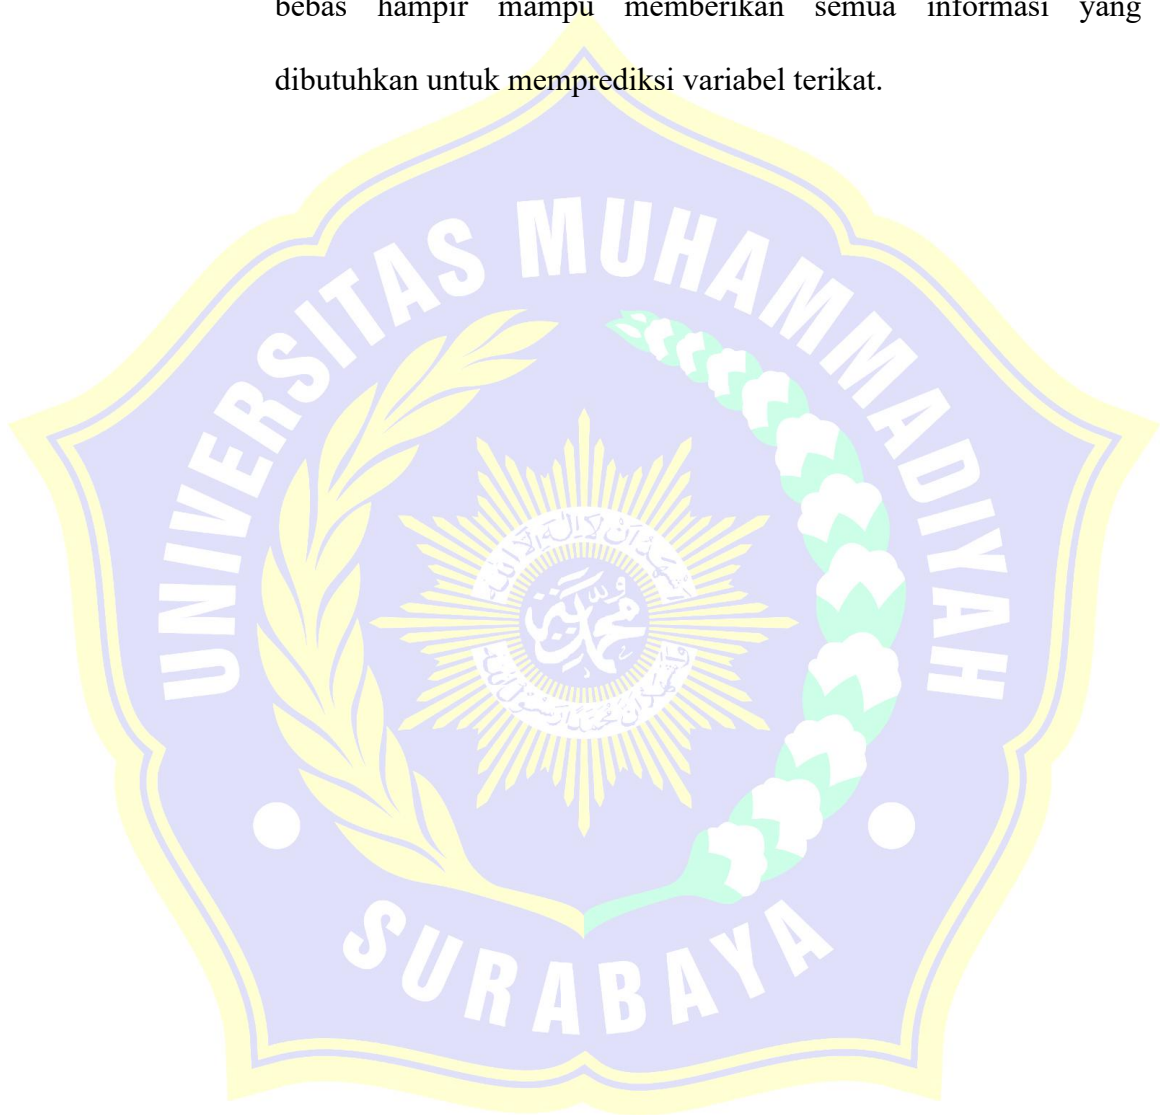 bebas hampir mampu memberikan semua informasi yang
dibutuhkan untuk memprediksi variabel terikat.
UNIVERSITAS MUHAMMADIYAH
SURABAYA